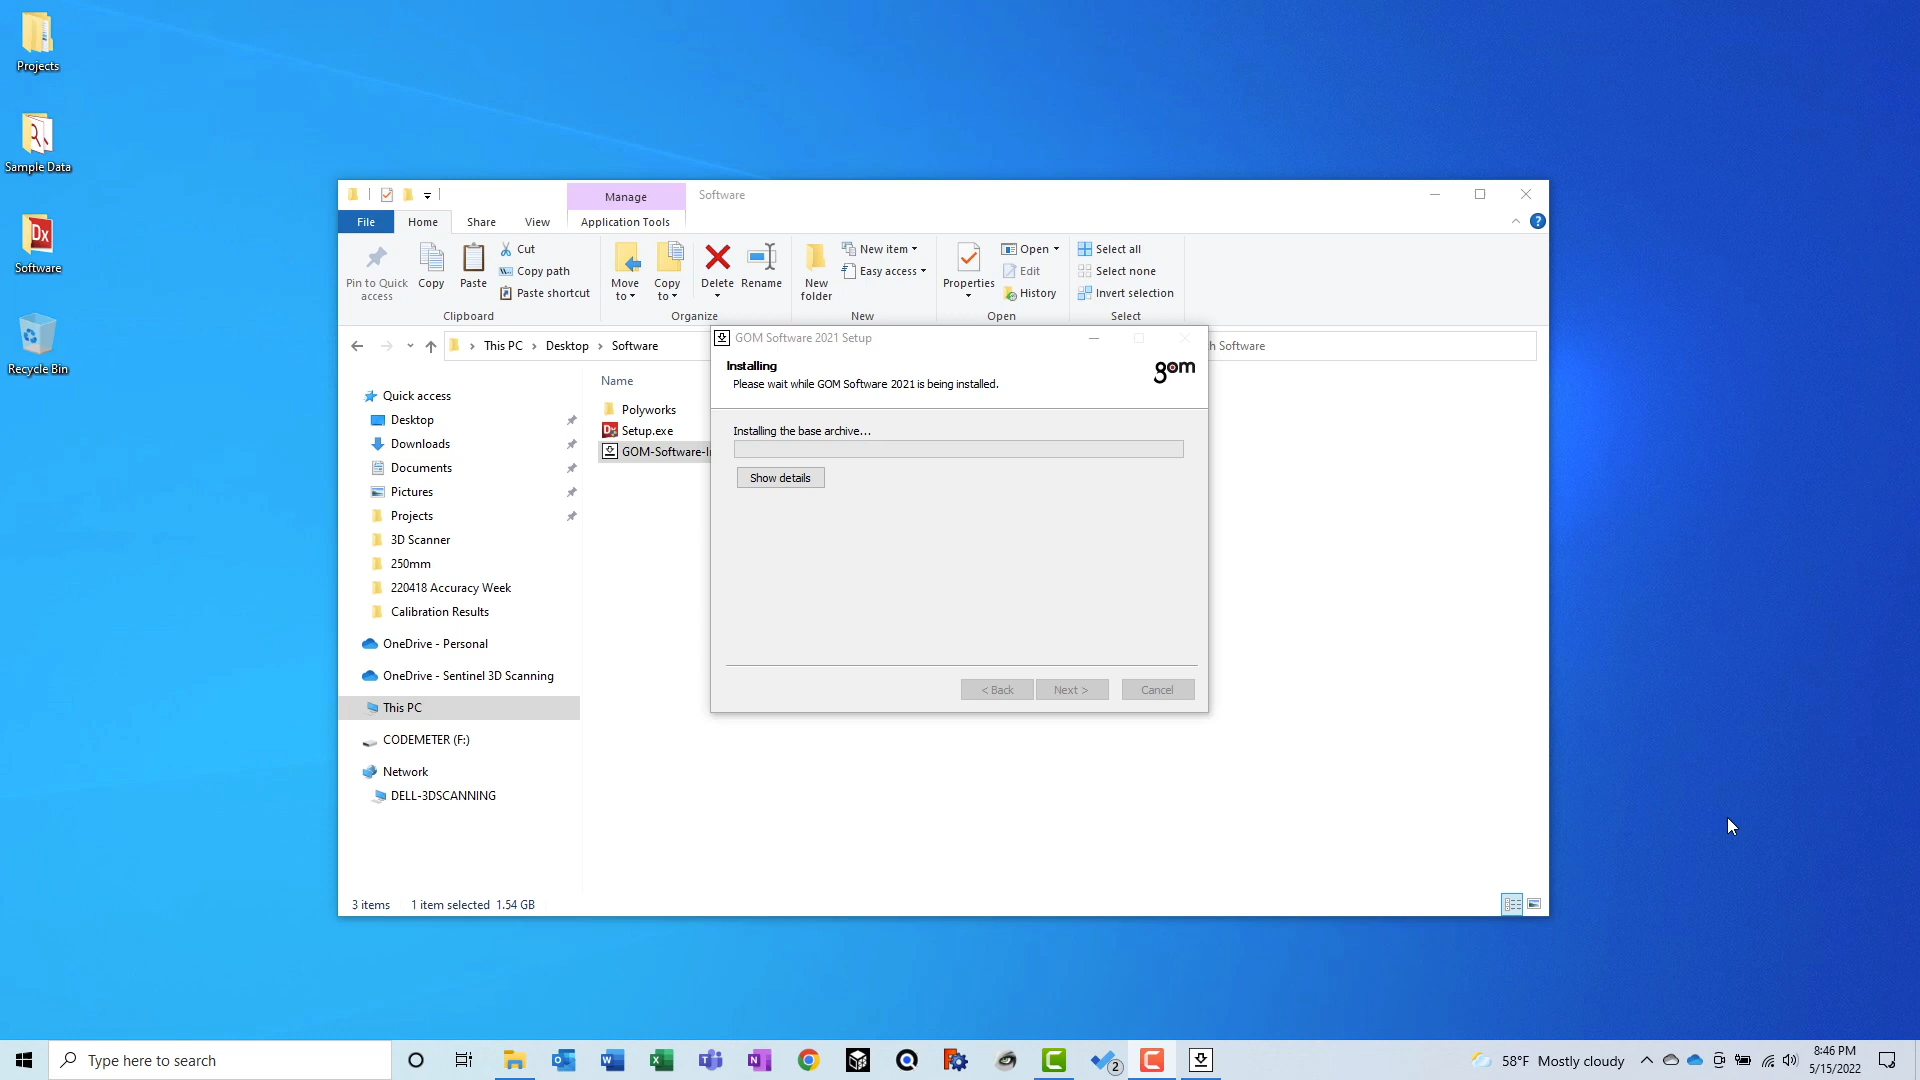 Projects
Sample Data
Software
Recycle Bin
Manage
Software
File
Home
Share
View
Application Tools
Pin to Quick access
Copy
Paste
Cut
Copy path
Paste shortcut
Clipboard
Move to
Copy to
Delete
Rename
Organize
New folder
New item
Easy access
New
Properties
Open
Edit
History
Open
Select all
Select none
Invert selection
Select
This PC
Desktop
Software
h Software
Quick access
Desktop
Downloads
Documents
Pictures
Projects
3D Scanner
250mm
220418 Accuracy Week
Calibration Results
OneDrive - Personal
OneDrive - Sentinel 3D Scanning
This PC
CODEMETER (F:)
Network
DELL-3DSCANNING
Name
Polyworks
Setup.exe
GOM-Software-I
GOM Software 2021 Setup
Installing
Please wait while GOM Software 2021 is being installed.
gom
Installing the base archive...
Show details
< Back
Next >
Cancel
3 items
1 item selected 1.54 GB
Type here to search
2
58°F Mostly cloudy
8:46 PM
5/15/2022